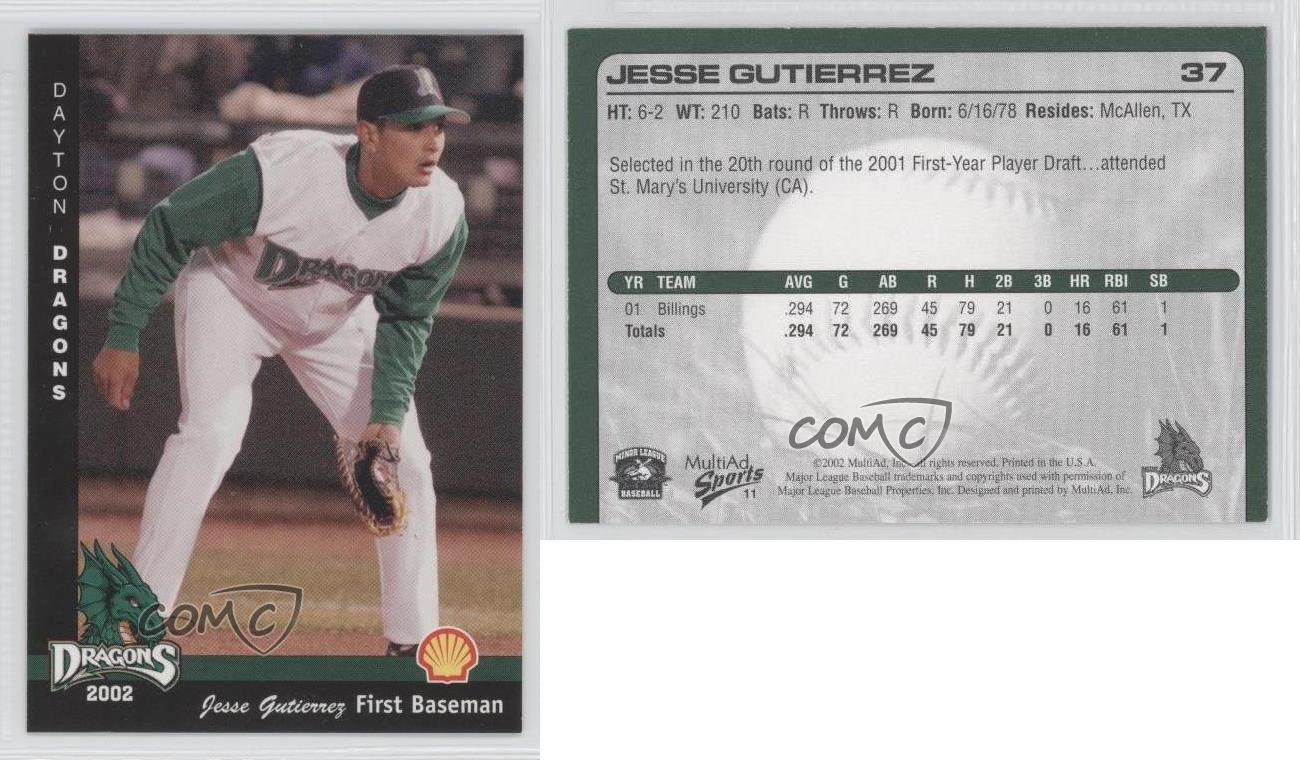 DAYTON DRAGONS
DRAGONS
DRAGONS
2002
Jesse Gutierrez First Baseman
COMC
JESSE GUTIERREZ 37
HT: 6-2 WT: 210 Bats: R Throws: R Born: 6/16/78 Resides: McAllen, TX
Selected in the 20th round of the 2001 First-Year Player Draft...attended
St. Mary's University (CA).
YR TEAM AVG G AB R H 2B 3B HR RBI SB
01 Billings .294 72 269 45 79 21 0 16 61 1
Totals .294 72 269 45 79 21 0 16 61 1
COMC
MINOR LEAGUE
BASEBALL
MultiAd
Sports
11
©2002 MultiAd, Inc. All rights reserved. Printed in the U.S.A.
Major League Baseball trademarks and copyrights used with permission of
Major League Baseball Properties, Inc. Designed and printed by MultiAd, Inc.
DRAGONS